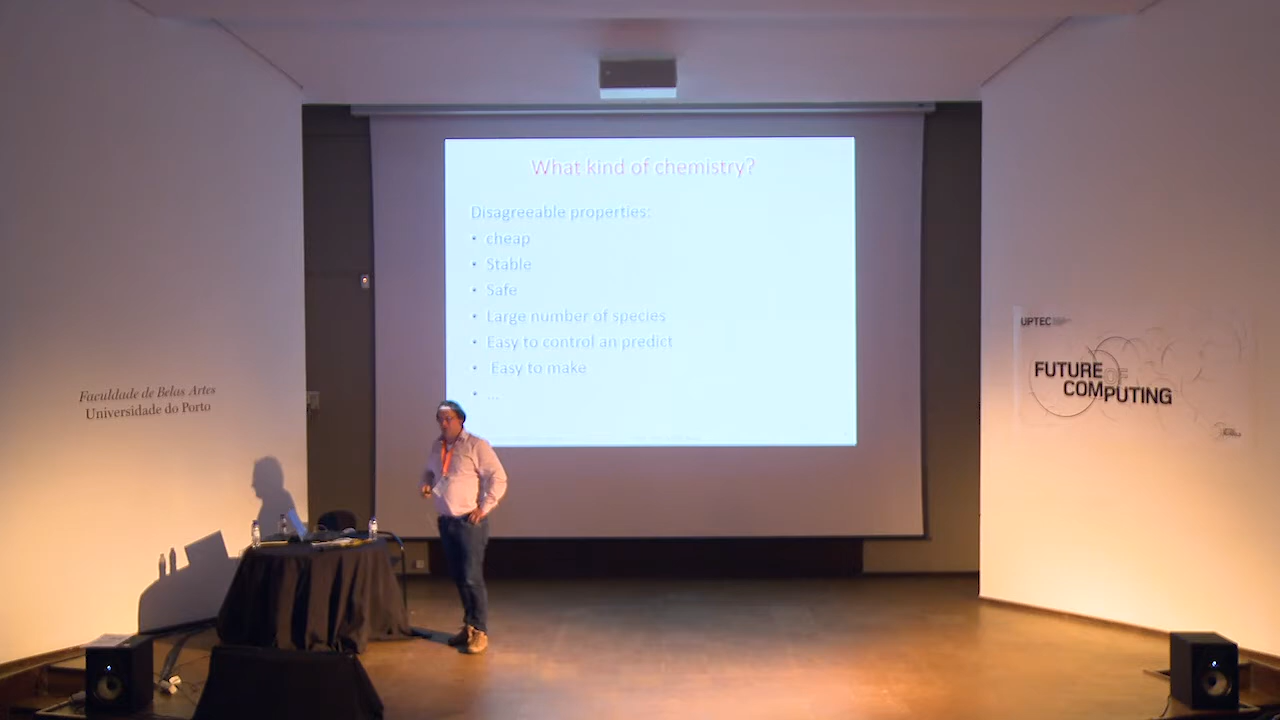 What kind of chemistry?
Disagreeable properties:
• cheap
• Stable
• Safe
• Large number of species
• Easy to control an predict
• Easy to make
• ...
Faculdade de Belas Artes
Universidade do Porto
UPTEC
FUTURE
OF
COMPUTING